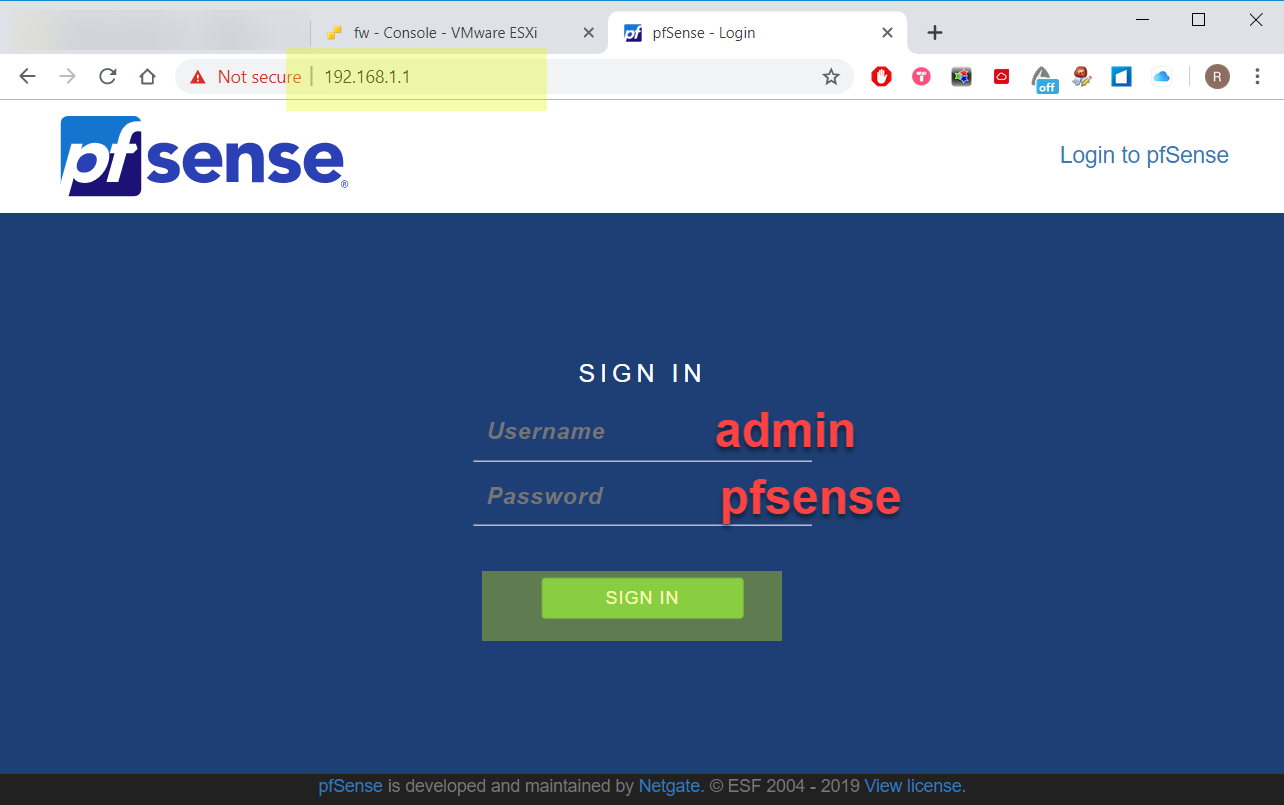 fw - Console - VMware ESXi
pf pfSense - Login
Not secure | 192.168.1.1
off
R
pfsense®
Login to pfSense
SIGN IN
Username admin
Password pfsense
SIGN IN
pfSense is developed and maintained by Netgate. © ESF 2004 - 2019 View license.